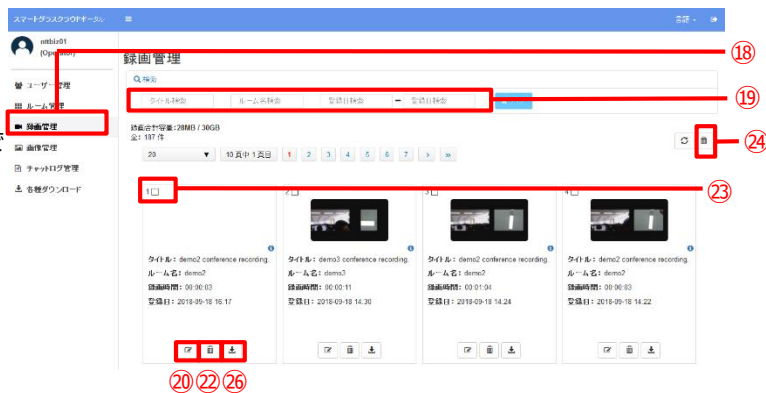 スマートグラスクラウドポータル
言語
nttbiz01
(Operator)
録画管理
⑱
検索
ユーザー管理
ルーム管理
タイトル検索 ルーム名検索 登録日検索 - 登録日検索
⑲
録画管理
録画合計容量:28MB / 30GB
全: 187 件
㉔
画像管理
20 ▼ 10 頁中 1 頁目 1 2 3 4 5 6 7 > »
チャットログ管理
各種ダウンロード
㉓
1 2 3 4
タイトル : demo2 conference recording.
ルーム名 : demo2
録画時間 : 00:00:03
登録日 : 2018-09-18 16:17
タイトル : demo3 conference recording.
ルーム名 : demo3
録画時間 : 00:00:11
登録日 : 2018-09-18 14:30
タイトル : demo2 conference recording.
ルーム名 : demo2
録画時間 : 00:01:04
登録日 : 2018-09-18 14:24
タイトル : demo2 conference recording.
ルーム名 : demo2
録画時間 : 00:00:03
登録日 : 2018-09-18 14:22
⑳ ㉒ ㉖